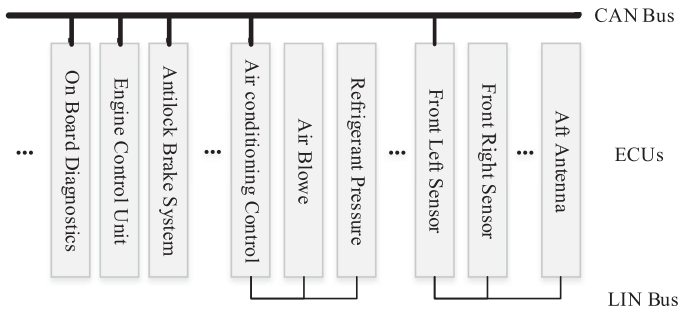 CAN Bus
On Board Diagnostics
Engine Control Unit
Antilock Brake System
Air conditioning Control
Air Blowe
Refrigerant Pressure
Front Left Sensor
Front Right Sensor
Aft Antenna
...
...
...
...
ECUs
LIN Bus